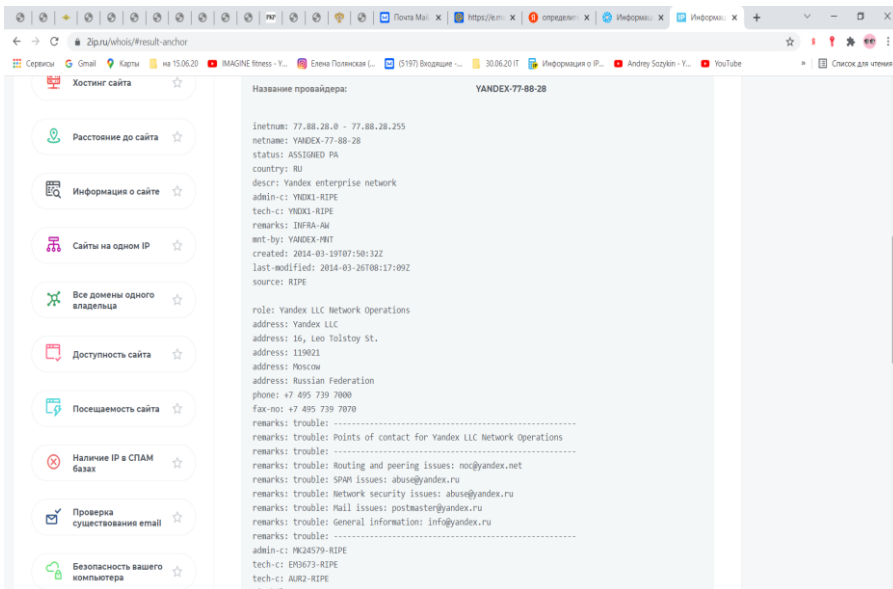 PKP
Почта Mail
https://e.m
определит
Информац
Информац
2ip.ru/whois/#result-anchor
Сервисы Gmail Карты на 15.06.20 IMAGINE fitness - Y... Елена Полянская (... (5197) Входящие -... 30.06.20 IT Информация о IP... Andrey Sozykin - Y... YouTube » Список для чтения
Хостинг сайта
Расстояние до сайта
Информация о сайте
Сайты на одном IP
Все домены одного
владельца
Доступность сайта
Посещаемость сайта
Наличие IP в СПАМ
базах
Проверка
существования email
Безопасность вашего
компьютера
Название провайдера: YANDEX-77-88-28
inetnum: 77.88.28.0 - 77.88.28.255
netname: YANDEX-77-88-28
status: ASSIGNED PA
country: RU
descr: Yandex enterprise network
admin-c: YNDX1-RIPE
tech-c: YNDX1-RIPE
remarks: INFRA-AW
mnt-by: YANDEX-MNT
created: 2014-03-19T07:50:32Z
last-modified: 2014-03-26T08:17:09Z
source: RIPE
role: Yandex LLC Network Operations
address: Yandex LLC
address: 16, Leo Tolstoy St.
address: 119021
address: Moscow
address: Russian Federation
phone: +7 495 739 7000
fax-no: +7 495 739 7070
remarks: trouble: ------------------------------------------------------
remarks: trouble: Points of contact for Yandex LLC Network Operations
remarks: trouble: ------------------------------------------------------
remarks: trouble: Routing and peering issues: noc@yandex.net
remarks: trouble: SPAM issues: abuse@yandex.ru
remarks: trouble: Network security issues: abuse@yandex.ru
remarks: trouble: Mail issues: postmaster@yandex.ru
remarks: trouble: General information: info@yandex.ru
remarks: trouble: ------------------------------------------------------
admin-c: MK24579-RIPE
tech-c: EM3673-RIPE
tech-c: AUR2-RIPE